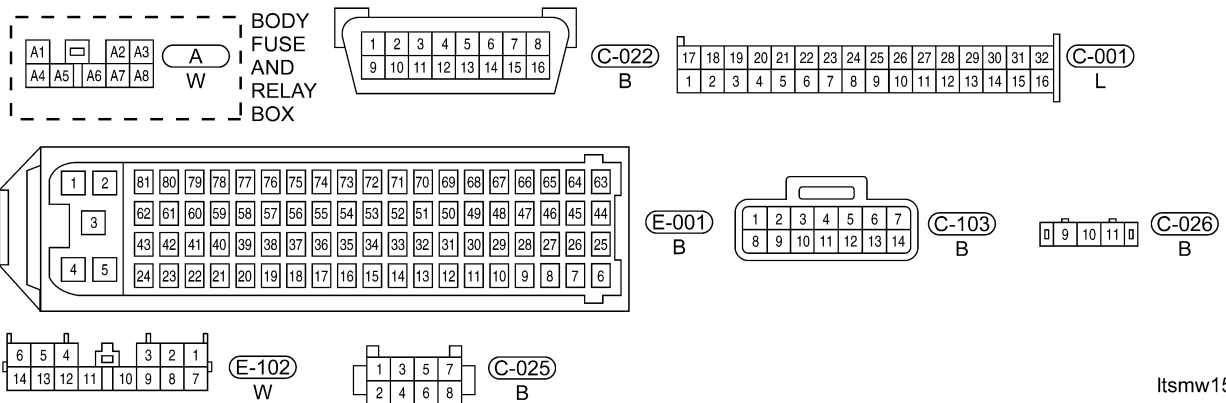 BODY
FUSE
AND
RELAY
BOX
A1 A2 A3
A4 A5 A6 A7 A8
A
W
1 2 3 4 5 6 7 8
9 10 11 12 13 14 15 16
C-022
B
17 18 19 20 21 22 23 24 25 26 27 28 29 30 31 32
1 2 3 4 5 6 7 8 9 10 11 12 13 14 15 16
C-001
L
1 2
3
4 5
81 80 79 78 77 76 75 74 73 72 71 70 69 68 67 66 65 64 63
62 61 60 59 58 57 56 55 54 53 52 51 50 49 48 47 46 45 44
43 42 41 40 39 38 37 36 35 34 33 32 31 30 29 28 27 26 25
24 23 22 21 20 19 18 17 16 15 14 13 12 11 10 9 8 7 6
E-001
B
1 2 3 4 5 6 7
8 9 10 11 12 13 14
C-103
B
9 10 11
C-026
B
6 5 4 3 2 1
14 13 12 11 10 9 8 7
E-102
W
1 3 5 7
2 4 6 8
C-025
B